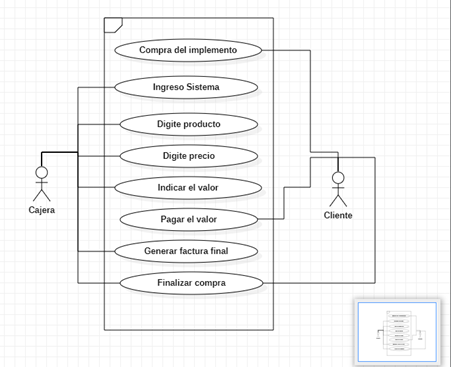 Compra del implemento
Ingreso Sistema
Digite producto
Digite precio
Indicar el valor
Pagar el valor
Generar factura final
Finalizar compra
Cajera
Cliente